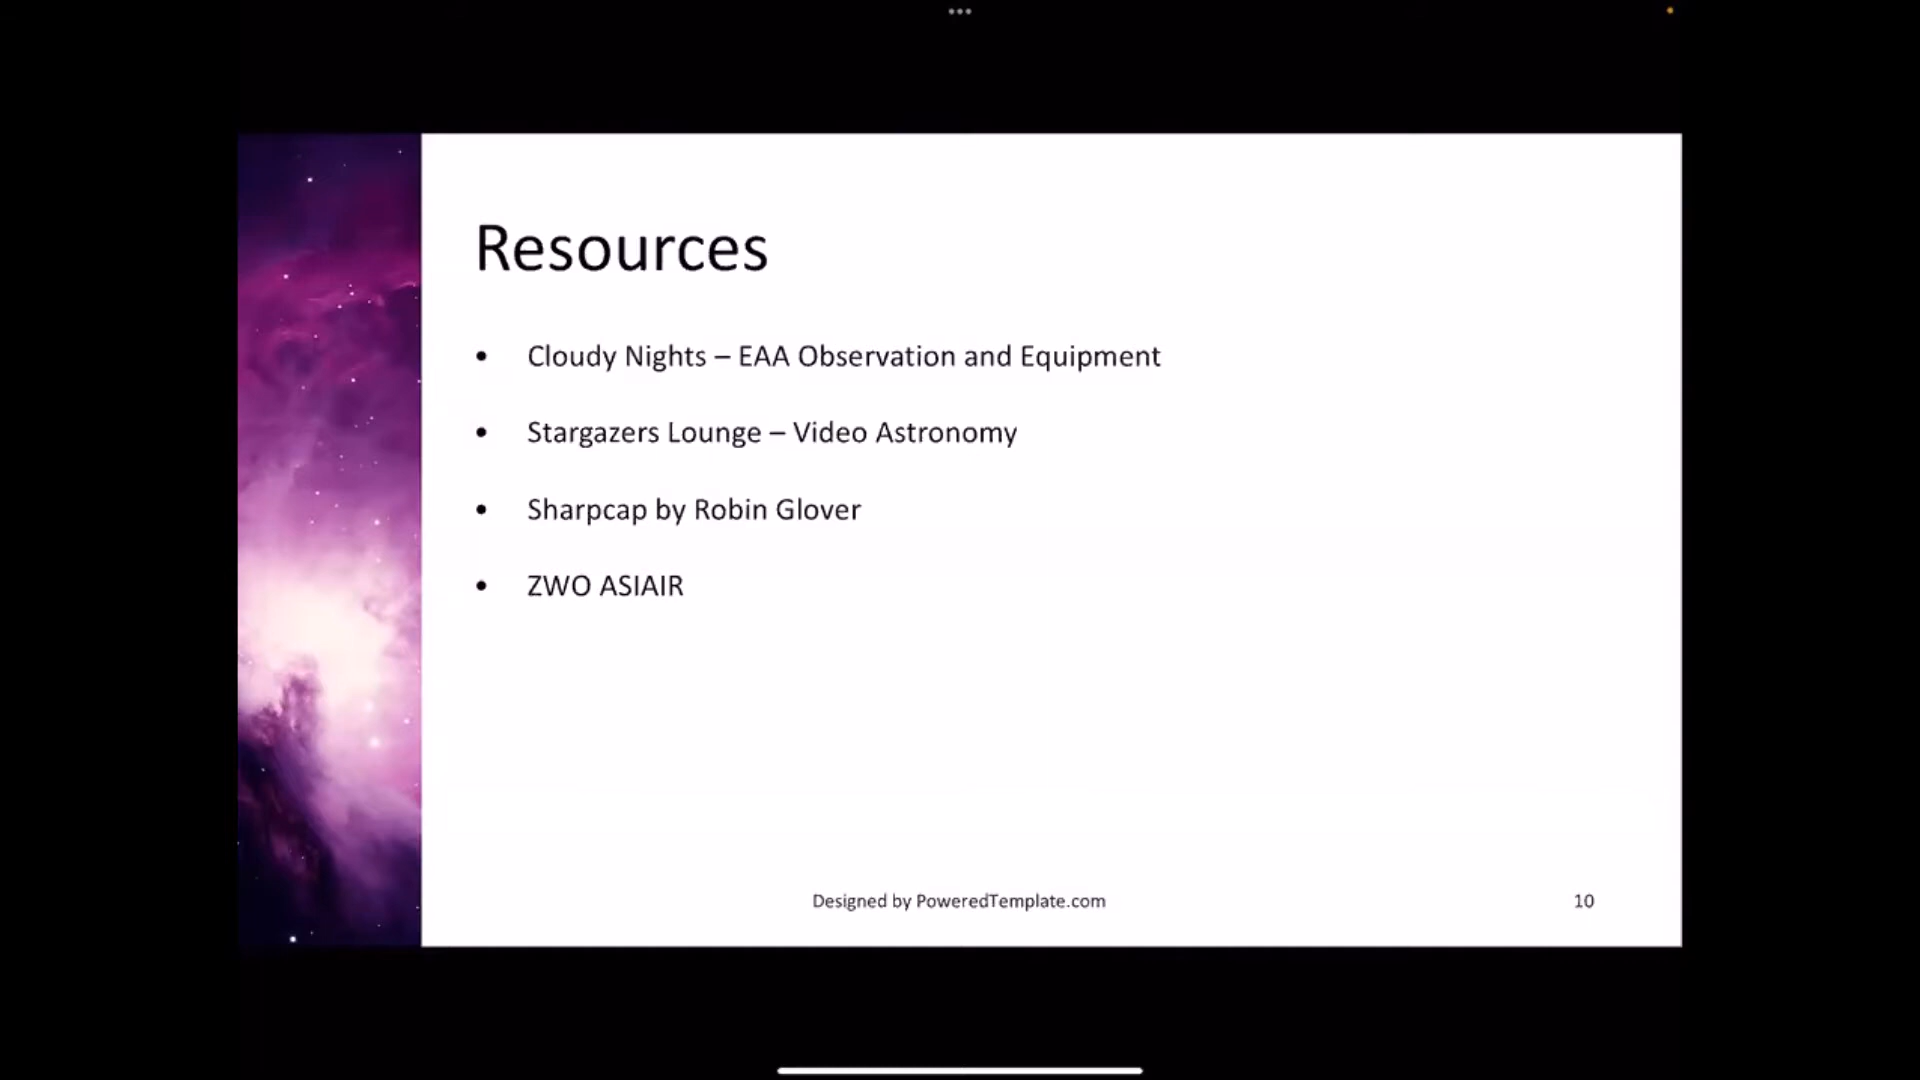 Resources
• Cloudy Nights – EAA Observation and Equipment
• Stargazers Lounge – Video Astronomy
• Sharpcap by Robin Glover
• ZWO ASIAIR
Designed by PoweredTemplate.com
10